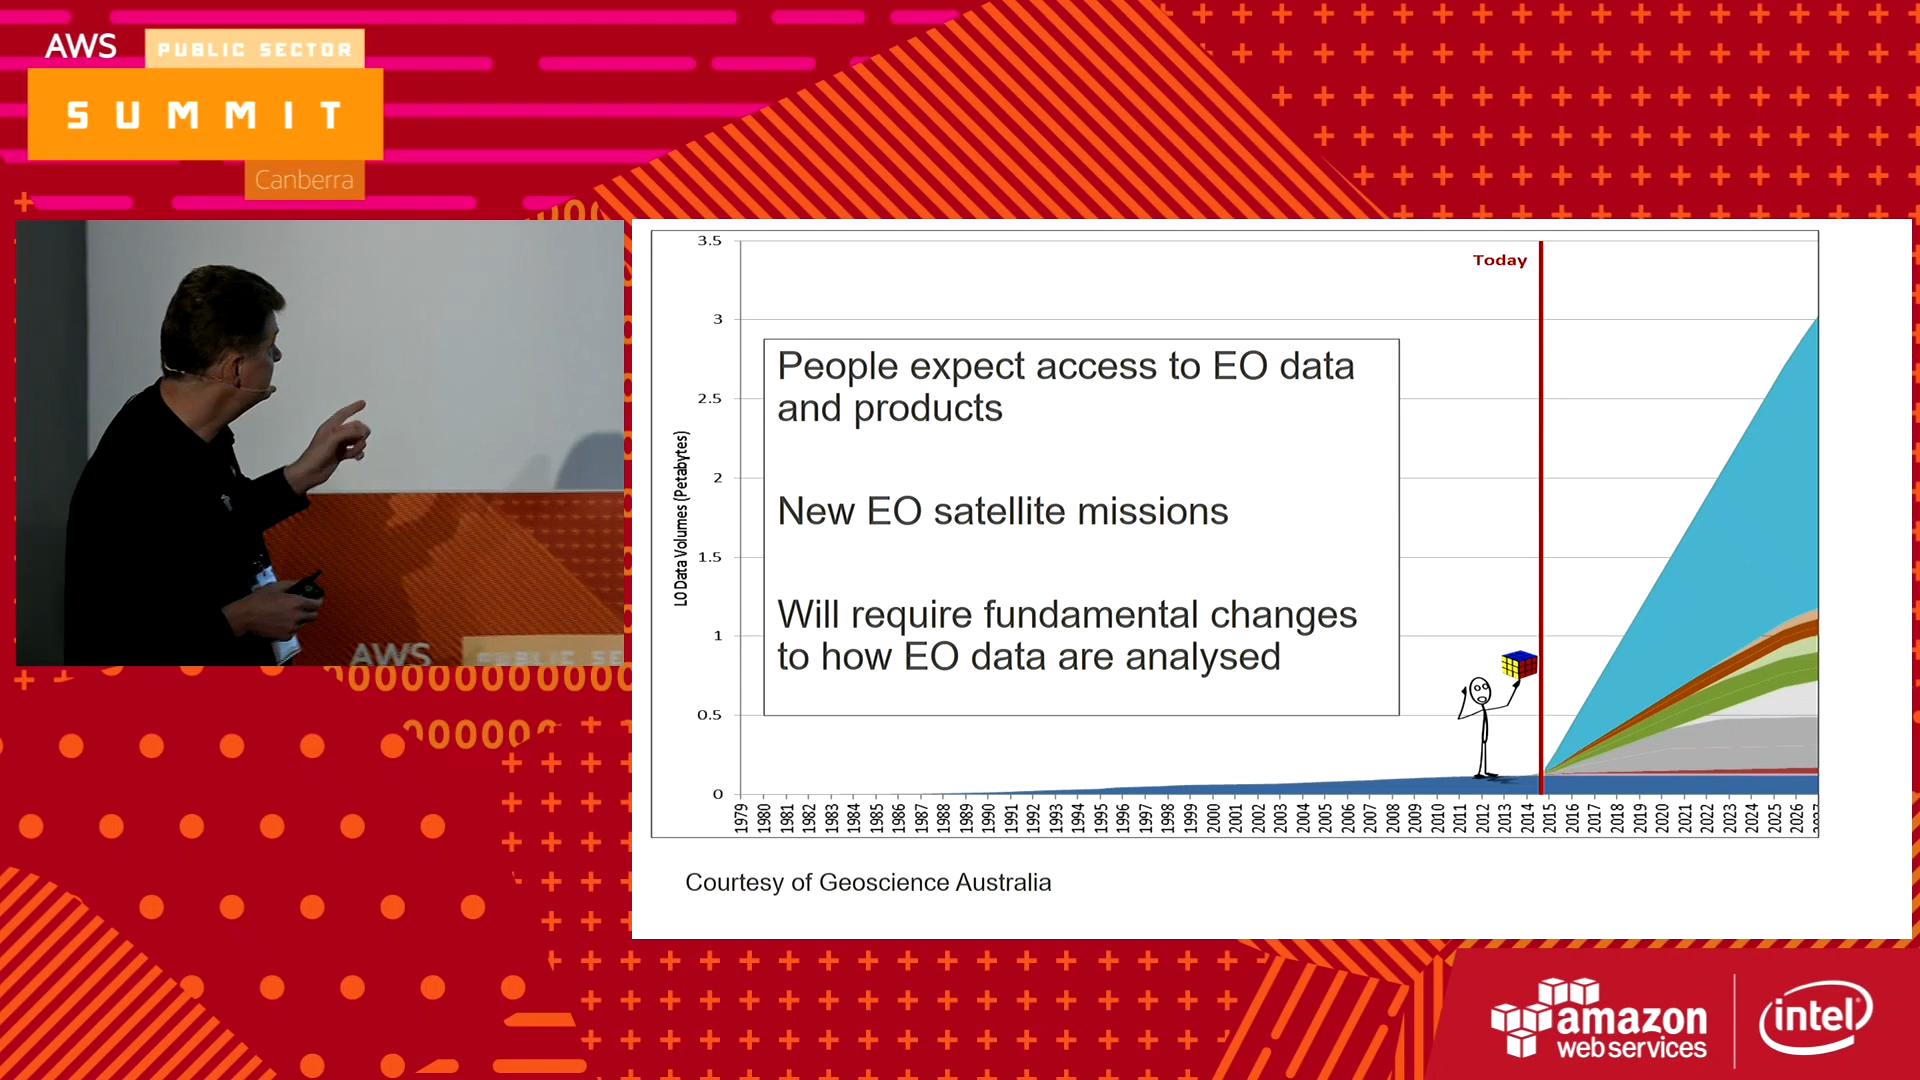 AWS
PUBLIC SECTOR
SUMMIT
Canberra
3.5
3
2.5
2
1.5
1
0.5
0
L0 Data Volumes (Petabytes)
Today
People expect access to EO data
and products
New EO satellite missions
Will require fundamental changes
to how EO data are analysed
1979 1980 1981 1982 1983 1984 1985 1986 1987 1988 1989 1990 1991 1992 1993 1994 1995 1996 1997 1998 1999 2000 2001 2002 2003 2004 2005 2006 2007 2008 2009 2010 2011 2012 2013 2014 2015 2016 2017 2018 2019 2020 2021 2022 2023 2024 2025 2026
Courtesy of Geoscience Australia
AWS
PUBLIC SE
amazon
web services
intel